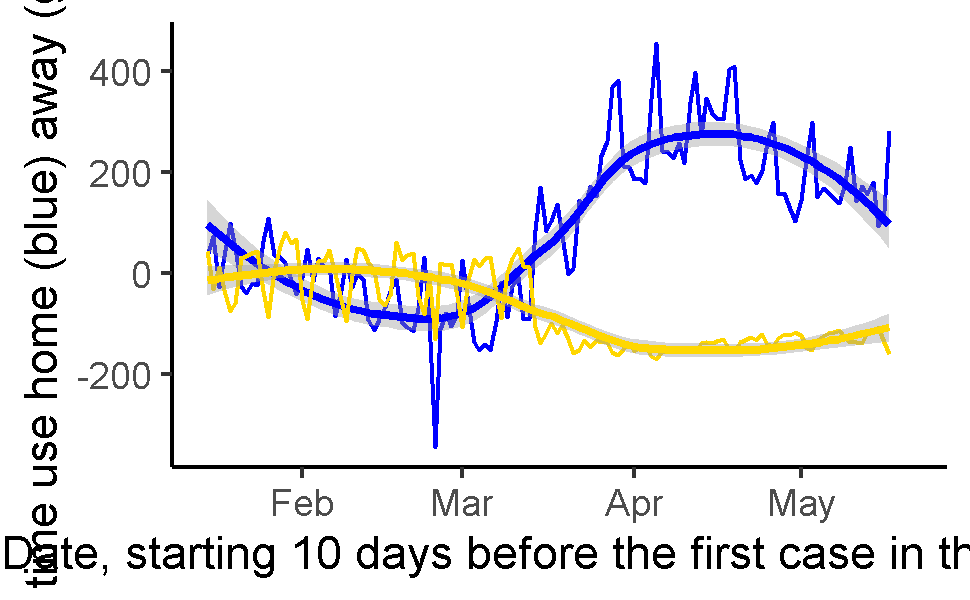 time use home (blue) away (
400
200
0
-200
Feb Mar Apr May
Date, starting 10 days before the first case in th